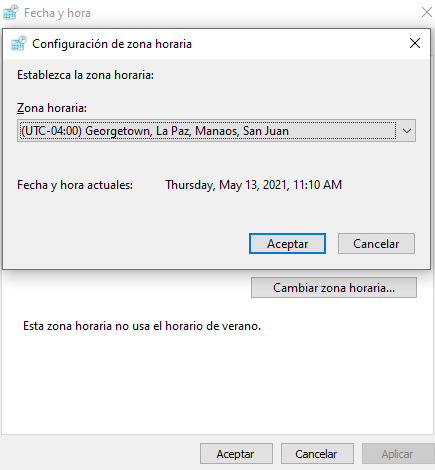 Fecha y hora
Configuración de zona horaria
Establezca la zona horaria:
Zona horaria:
(UTC-04:00) Georgetown, La Paz, Manaos, San Juan
Fecha y hora actuales: Thursday, May 13, 2021, 11:10 AM
Aceptar Cancelar
Cambiar zona horaria...
Esta zona horaria no usa el horario de verano.
Aceptar Cancelar Aplicar